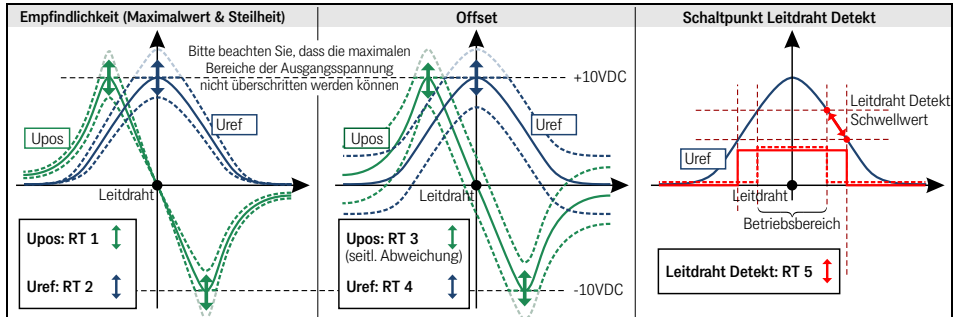 Empfindlichkeit (Maximalwert & Steilheit)
Offset
Schaltpunkt Leitdraht Detekt
Bitte beachten Sie, dass die maximalen
Bereiche der Ausgangsspannung
nicht überschritten werden können
Upos
Uref
Leitdraht
Upos: RT 1
Uref: RT 2
+10VDC
Upos
Uref
Leitdraht
Upos: RT 3
(seitl. Abweichung)
Uref: RT 4
-10VDC
Leitdraht Detekt
Schwellwert
Uref
Leitdraht
Betriebsbereich
Leitdraht Detekt: RT 5